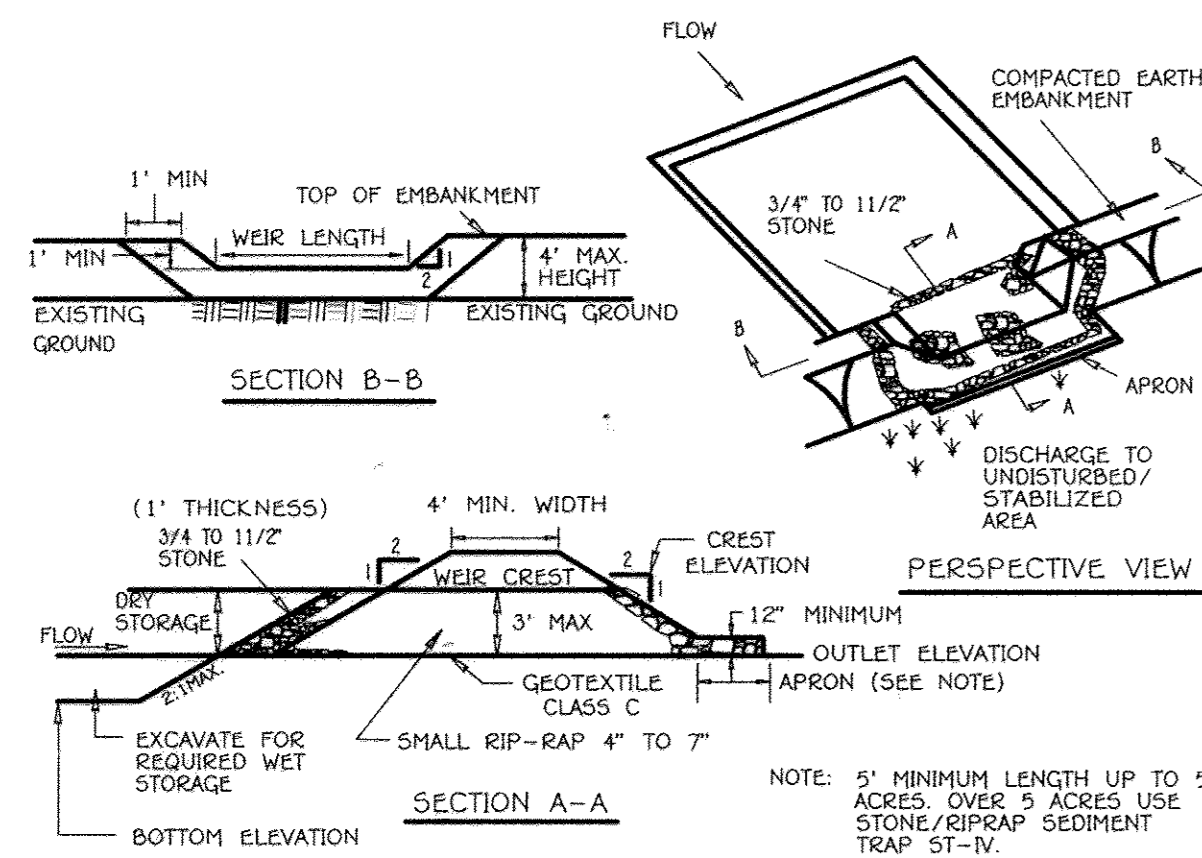 FLOW
COMPACTED EARTH
EMBANKMENT
B
3/4" TO 11/2"
STONE
A
B
A
APRON
DISCHARGE TO
UNDISTURBED/
STABILIZED
AREA
PERSPECTIVE VIEW
1' MIN
TOP OF EMBANKMENT
WEIR LENGTH
1' MIN
1
2
4' MAX.
HEIGHT
EXISTING
GROUND
EXISTING GROUND
SECTION B-B
(1' THICKNESS)
3/4 TO 11/2"
STONE
4' MIN. WIDTH
2
1
WEIR CREST
2
1
CREST
ELEVATION
DRY
STORAGE
3' MAX
12" MINIMUM
FLOW
OUTLET ELEVATION
2:1 MAX.
GEOTEXTILE
CLASS C
APRON (SEE NOTE)
EXCAVATE FOR
REQUIRED WET
STORAGE
SMALL RIP-RAP 4" TO 7"
BOTTOM ELEVATION
SECTION A-A
NOTE: 5' MINIMUM LENGTH UP TO 5
ACRES. OVER 5 ACRES USE
STONE/RIPRAP SEDIMENT
TRAP ST-IV.